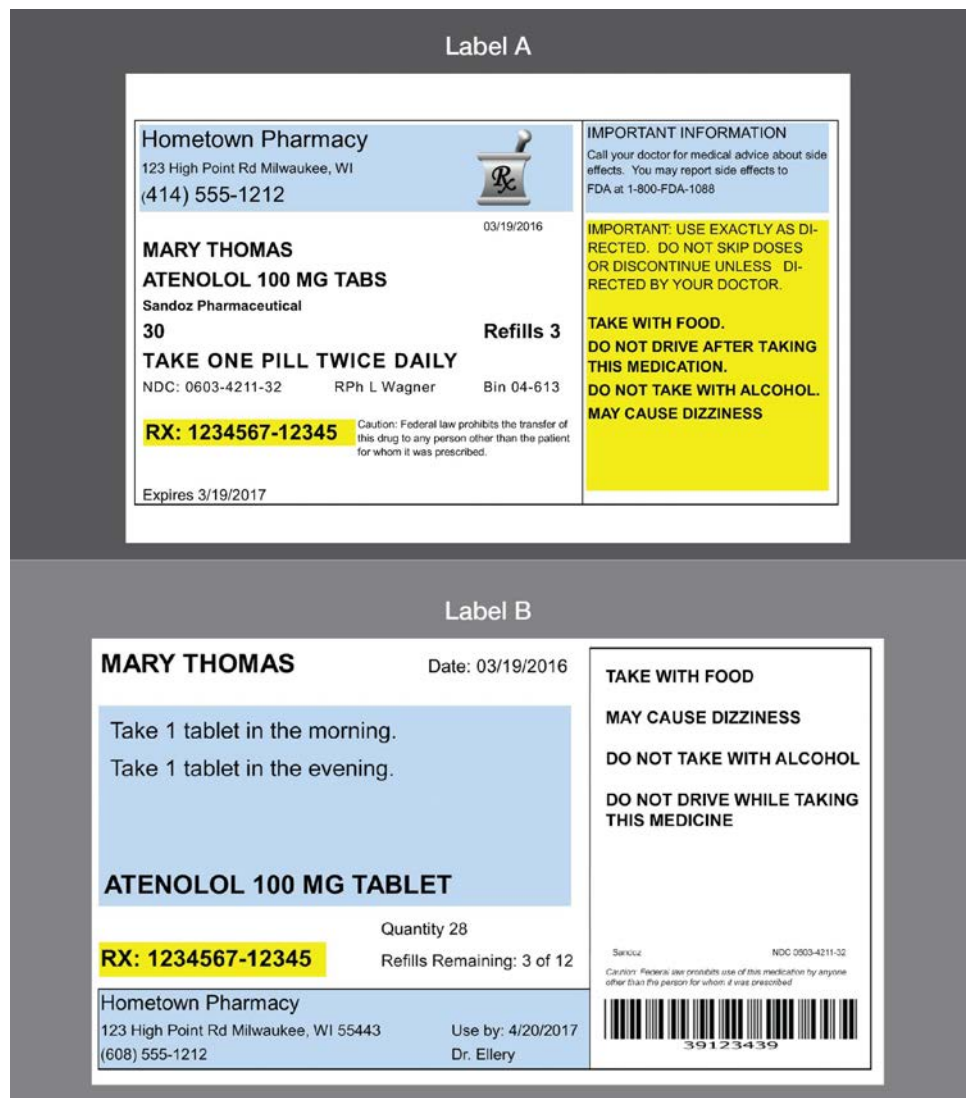 Label A
Hometown Pharmacy
123 High Point Rd Milwaukee, WI
(414) 555-1212
Rx
03/19/2016
MARY THOMAS
ATENOLOL 100 MG TABS
Sandoz Pharmaceutical
30 Refills 3
TAKE ONE PILL TWICE DAILY
NDC: 0603-4211-32 RPh L Wagner Bin 04-613
RX: 1234567-12345
Caution: Federal law prohibits the transfer of
this drug to any person other than the patient
for whom it was prescribed.
Expires 3/19/2017
IMPORTANT INFORMATION
Call your doctor for medical advice about side
effects. You may report side effects to
FDA at 1-800-FDA-1088
IMPORTANT: USE EXACTLY AS DI-
RECTED. DO NOT SKIP DOSES
OR DISCONTINUE UNLESS DI-
RECTED BY YOUR DOCTOR.
TAKE WITH FOOD.
DO NOT DRIVE AFTER TAKING
THIS MEDICATION.
DO NOT TAKE WITH ALCOHOL.
MAY CAUSE DIZZINESS
Label B
MARY THOMAS Date: 03/19/2016
Take 1 tablet in the morning.
Take 1 tablet in the evening.
ATENOLOL 100 MG TABLET
Quantity 28
RX: 1234567-12345 Refills Remaining: 3 of 12
Hometown Pharmacy
123 High Point Rd Milwaukee, WI 55443 Use by: 4/20/2017
(608) 555-1212 Dr. Ellery
TAKE WITH FOOD
MAY CAUSE DIZZINESS
DO NOT TAKE WITH ALCOHOL
DO NOT DRIVE WHILE TAKING
THIS MEDICINE
Sandoz NDC 0603-4211-32
Caution: Federal law prohibits use of this medication by anyone
other than the person for whom it was prescribed
39123439